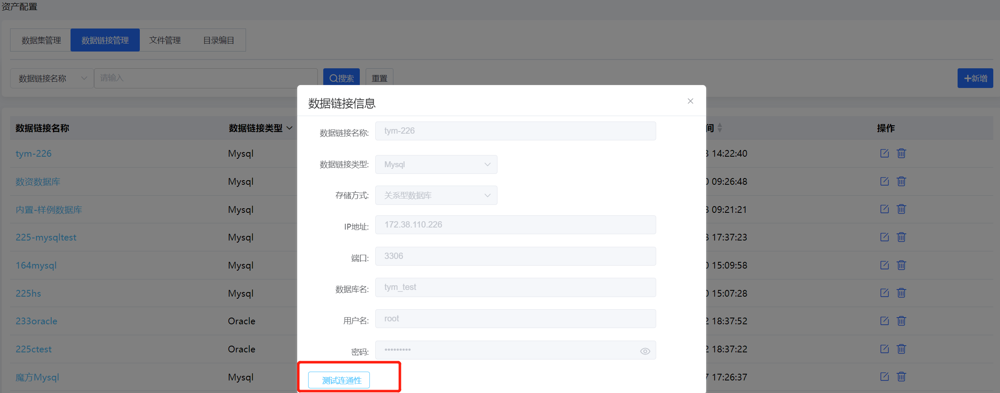 资产配置
数据集管理 数据链接管理 文件管理 目录编目
数据链接名称 请输入 搜索 重置 新增
数据链接信息
数据链接名称 数据链接类型 间 操作
数据链接名称: tym-226
tym-226 Mysql 14:22:40
数据链接类型: Mysql
数资数据库 Mysql 09:26:48
存储方式: 关系型数据库
内置-样例数据库 Mysql 09:21:21
IP地址: 172.38.110.226
225-mysqltest Mysql 17:37:23
端口: 3306
164mysql Mysql 15:09:58
数据库名: tym_test
225hs Mysql 15:07:28
用户名: root
233oracle Oracle 18:37:52
密码: •••••••••
225ctest Oracle 18:37:22
测试连通性
魔方Mysql Mysql 17:26:37